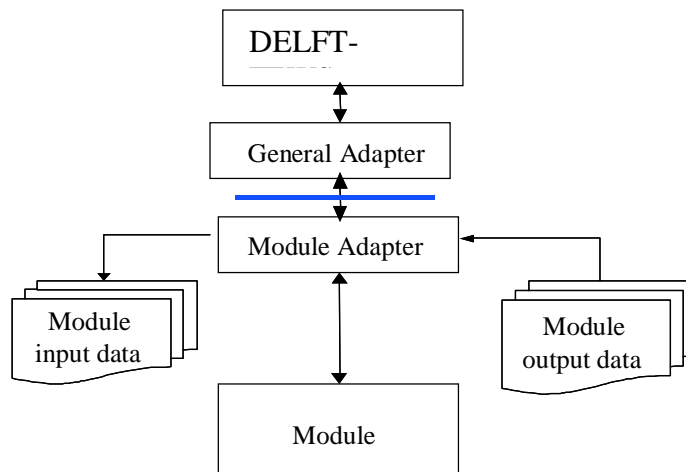 DELFT-
General Adapter
Module Adapter
Module
input data
Module
output data
Module